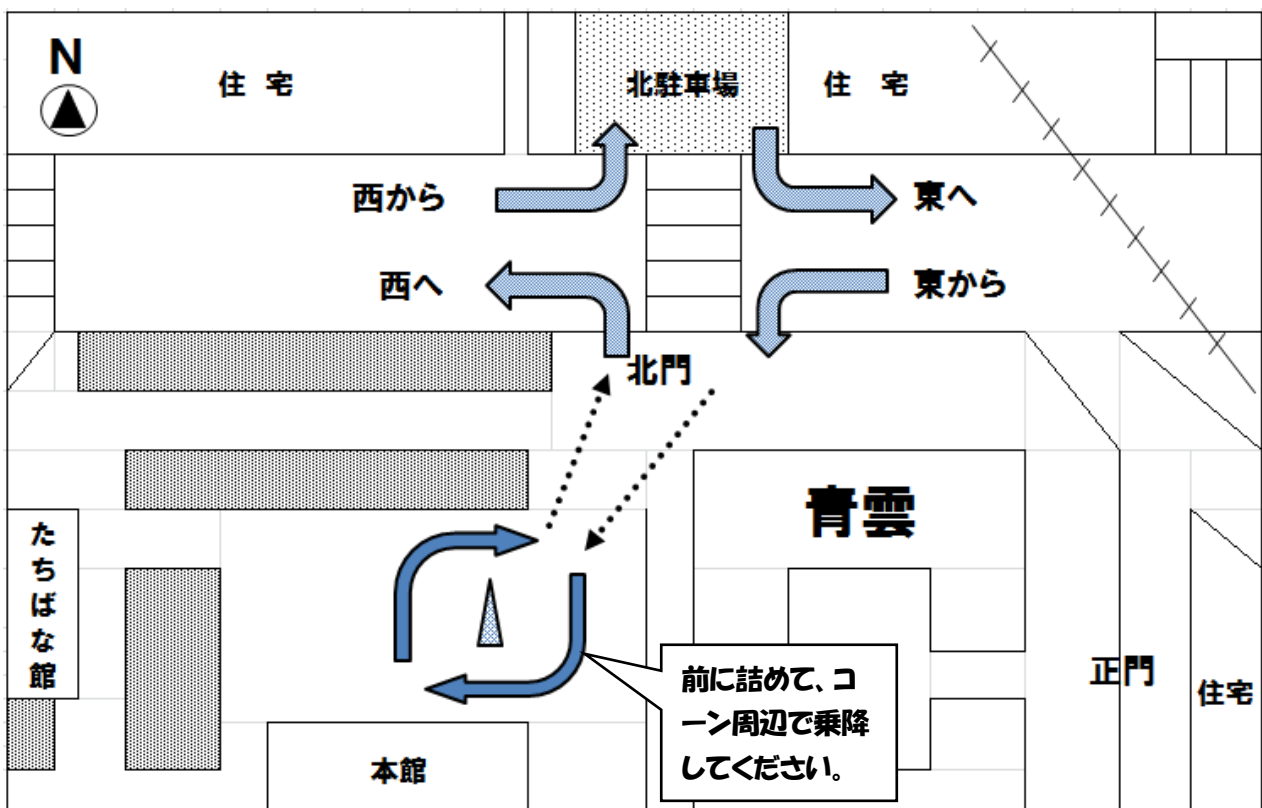 N
住 宅
北駐車場
住 宅
西から
東へ
西へ
東から
北門
青雲
たちばな館
前に詰めて、コ
ーン周辺で乗降
してください。
正門
住宅
本館